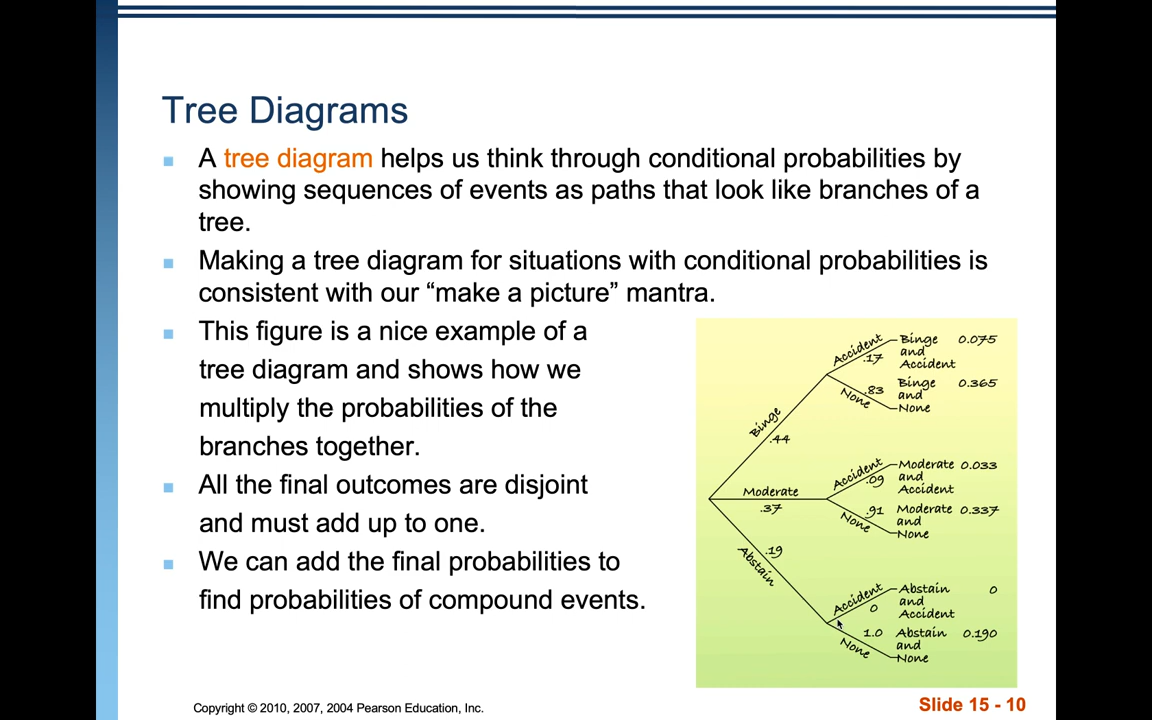 Tree Diagrams
A tree diagram helps us think through conditional probabilities by
showing sequences of events as paths that look like branches of a
tree.
Making a tree diagram for situations with conditional probabilities is
consistent with our “make a picture” mantra.
This figure is a nice example of a
tree diagram and shows how we
multiply the probabilities of the
branches together.
All the final outcomes are disjoint
and must add up to one.
We can add the final probabilities to
find probabilities of compound events.
Binge
.44
Accident
.17
Binge 0.075
and
Accident
.83
None
Binge 0.365
and
None
Moderate
.37
Accident
.09
Moderate 0.033
and
Accident
.91
None
Moderate 0.337
and
None
.19
Abstain
Accident
0
Abstain 0
and
Accident
1.0
None
Abstain 0.190
and
None
Copyright © 2010, 2007, 2004 Pearson Education, Inc.
Slide 15 - 10